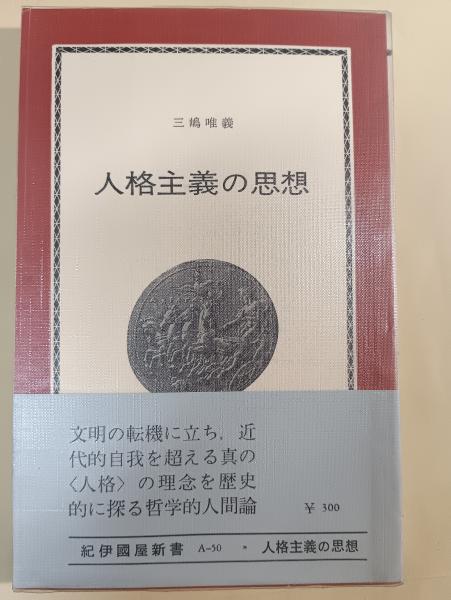 三嶋唯義
人格主義の思想
文明の転機に立ち, 近
代的自我を超える真の
〈人格〉の理念を歴史
的に探る哲学的人間論
¥ 300
紀伊國屋新書 A-50 * 人格主義の思想